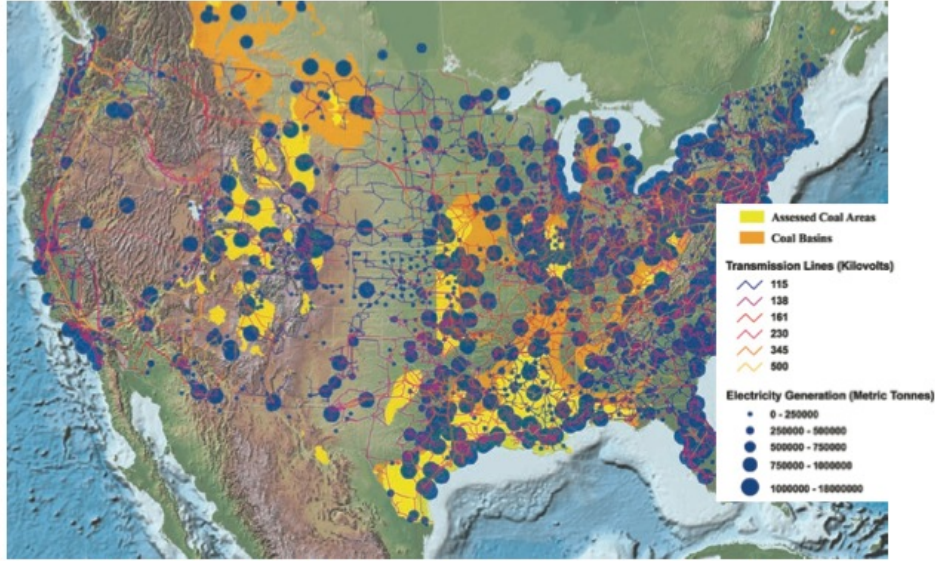 Assessed Coal Areas
Coal Basins
Transmission Lines (Kilovolts)
115
138
161
230
345
500
Electricity Generation (Metric Tonnes)
0 - 250000
250000 - 500000
500000 - 750000
750000 - 1000000
1000000 - 18000000